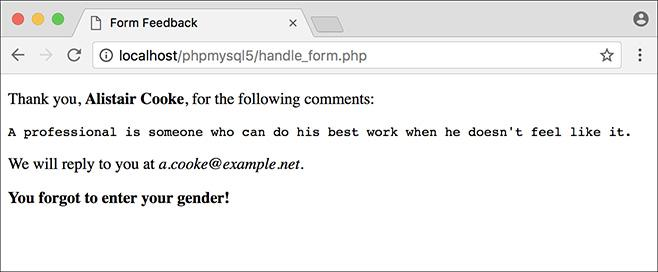 Form Feedback
localhost/phpmysql5/handle_form.php
Thank you, Alistair Cooke, for the following comments:
A professional is someone who can do his best work when he doesn't feel like it.
We will reply to you at a.cooke@example.net.
You forgot to enter your gender!